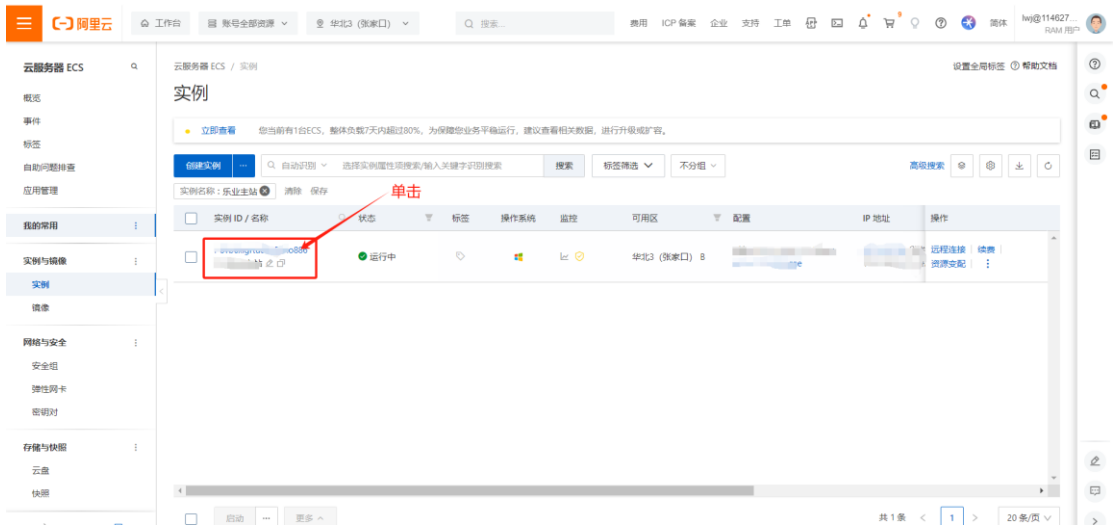 阿里云 工作台 账号全部资源 华北3（张家口） 搜索... 费用 ICP 备案 企业 支持 工单 9 简体 lwj@114627...
RAM 用户
云服务器 ECS
概览
事件
标签
自助问题排查
应用管理
我的常用
实例与镜像
实例
镜像
网络与安全
安全组
弹性网卡
密钥对
存储与快照
云盘
快照
云服务器 ECS / 实例 设置全局标签 帮助文档
实例
立即查看 您当前有1台ECS，整体负载7天内超过80%，为保障您业务平稳运行，建议查看相关数据，进行升级或扩容。
创建实例 ... 自动识别 选择实例属性项搜索/输入关键字识别搜索 搜索 标签筛选 不分组 高级搜索
实例名称：乐业主站 清除 保存
单击
实例 ID / 名称 状态 标签 操作系统 监控 可用区 配置 IP 地址 操作
运行中 华北3（张家口）B 远程连接 续费
站 资源变配
启动 ... 更多 共 1 条 1 20 条/页